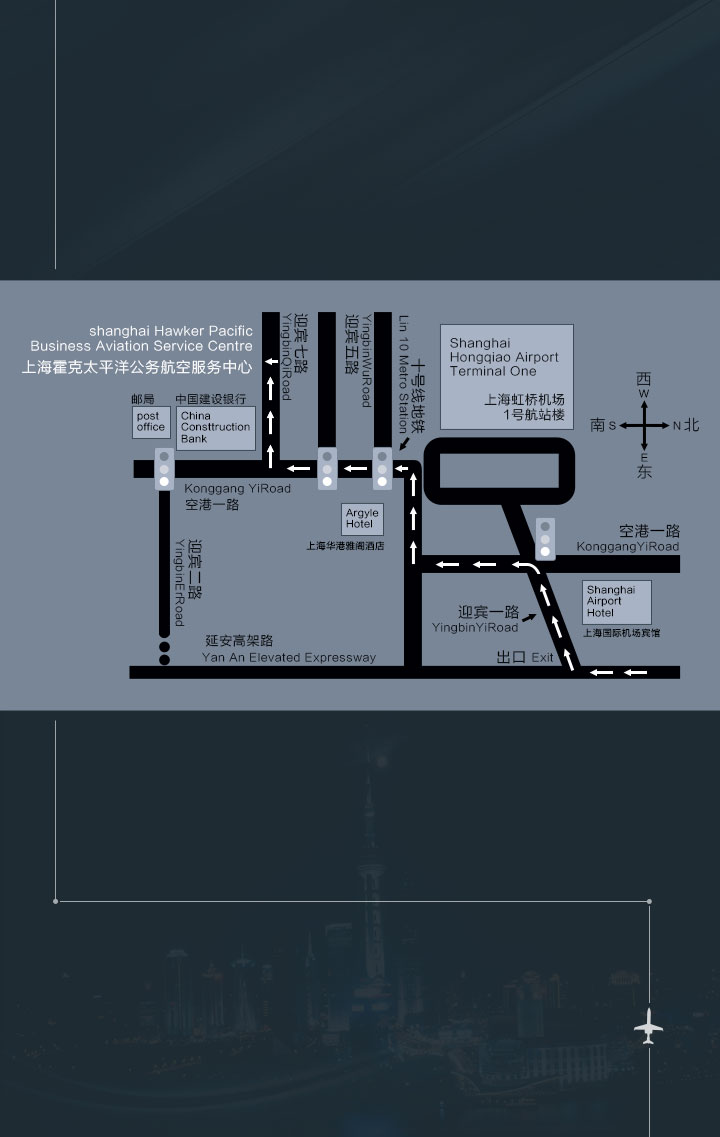 shanghai Hawker Pacific
Business Aviation Service Centre
上海霍克太平洋公务航空服务中心
迎宾七路
YingbinQiRoad
迎宾五路
YingbinWuRoad
Lin 10 Metro Station
十号线地铁
Shanghai
Hongqiao Airport
Terminal One
上海虹桥机场
1号航站楼
西
W
南 S
N 北
E
东
邮局
post
office
中国建设银行
China
Consttruction
Bank
Konggang YiRoad
空港一路
Argyle
Hotel
上海华港雅阁酒店
空港一路
KonggangYiRoad
迎宾二路
YingbinErRoad
Shanghai
Airport
Hotel
上海国际机场宾馆
迎宾一路
YingbinYiRoad
延安高架路
Yan An Elevated Expressway
出口 Exit